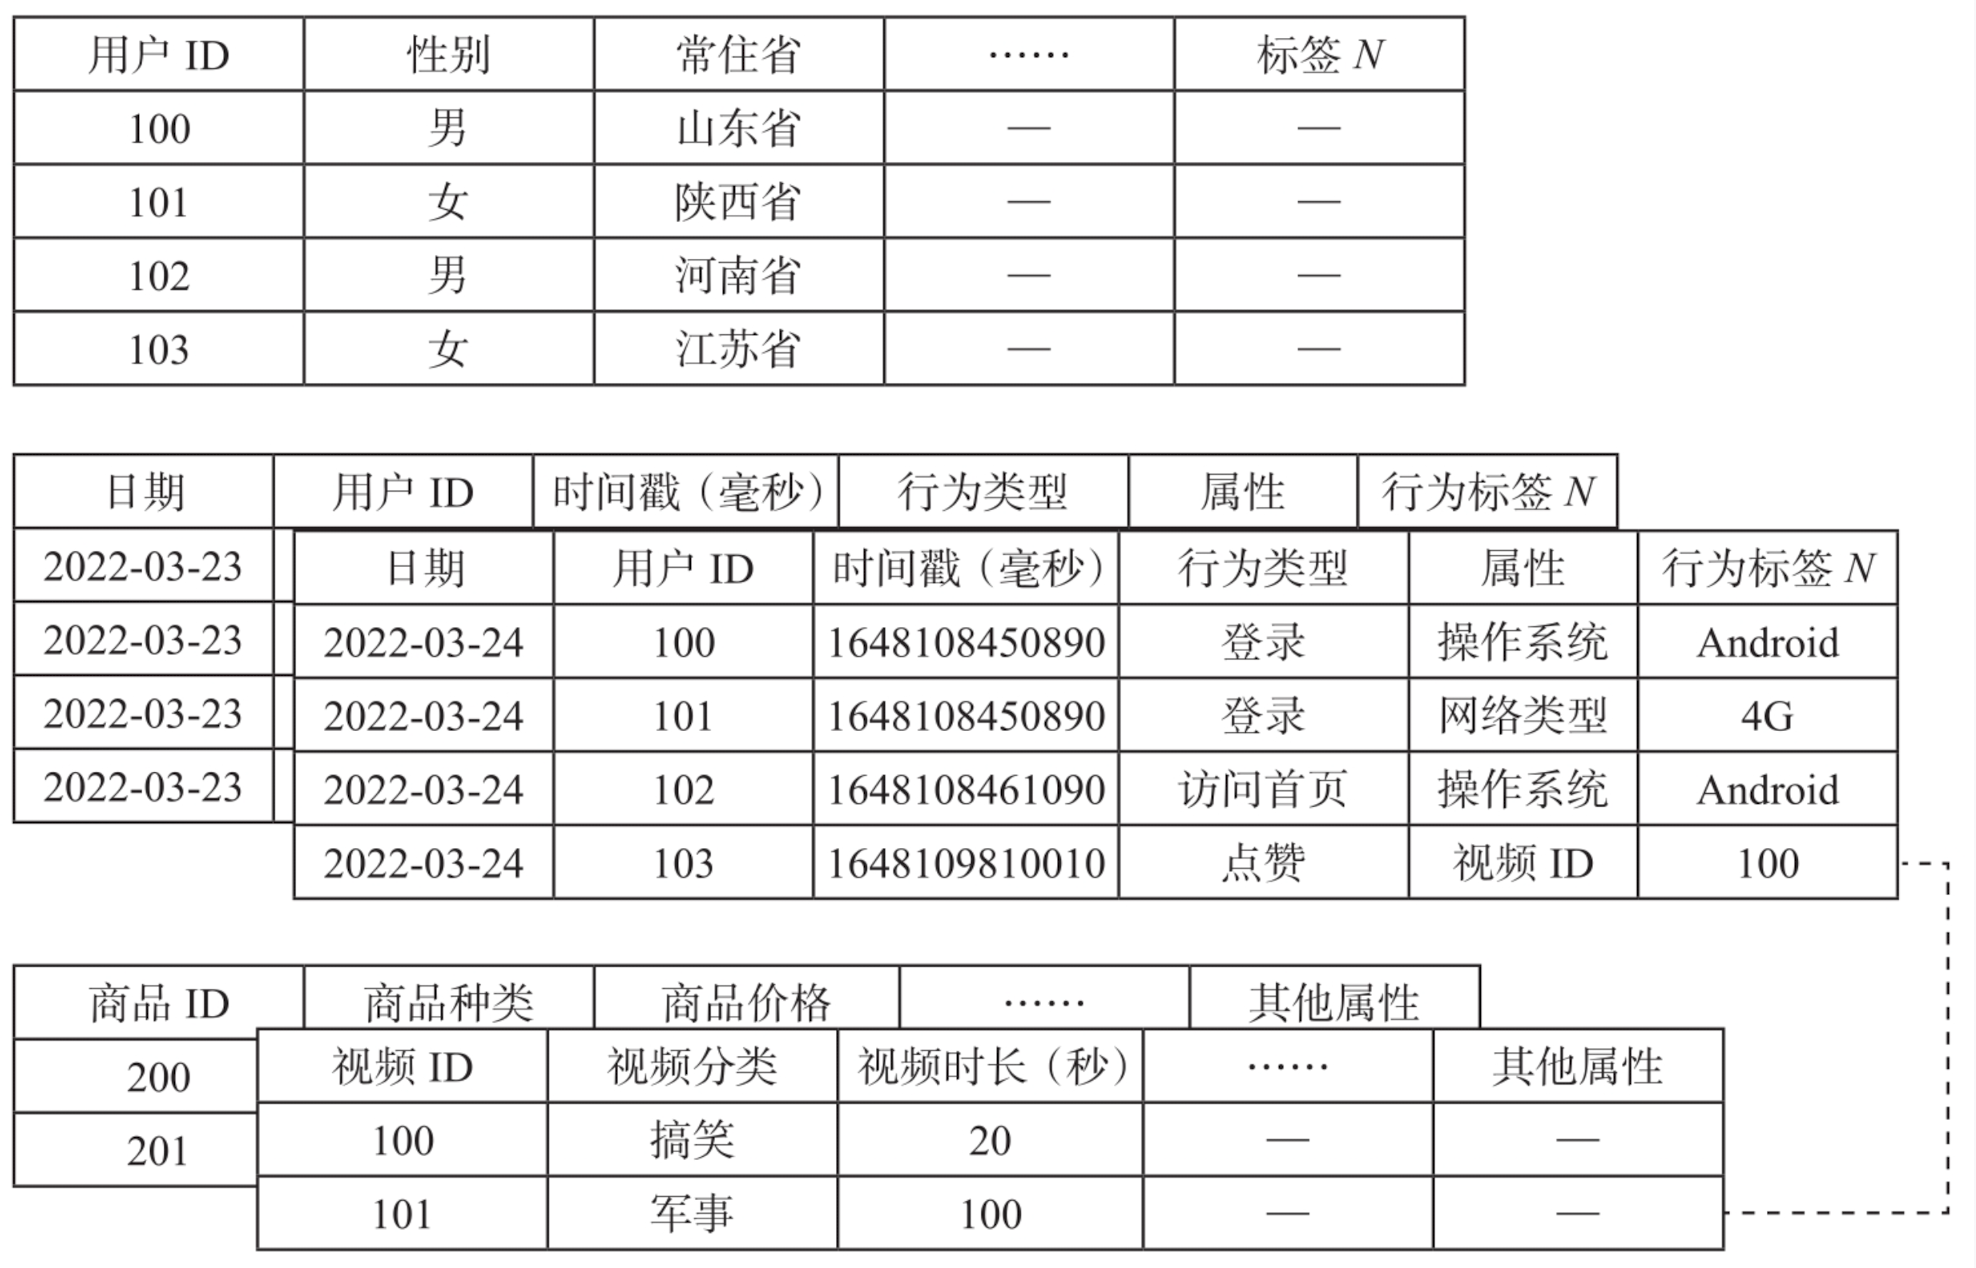 用户 ID 性别 常住省 …… 标签 N
100 男 山东省 — —
101 女 陕西省 — —
102 男 河南省 — —
103 女 江苏省 — —
日期 用户 ID 时间戳（毫秒） 行为类型 属性 行为标签 N
2022-03-23 日期 用户 ID 时间戳（毫秒） 行为类型 属性 行为标签 N
2022-03-23 2022-03-24 100 1648108450890 登录 操作系统 Android
2022-03-23 2022-03-24 101 1648108450890 登录 网络类型 4G
2022-03-23 2022-03-24 102 1648108461090 访问首页 操作系统 Android
2022-03-24 103 1648109810010 点赞 视频 ID 100
商品 ID 商品种类 商品价格 …… 其他属性
200 视频 ID 视频分类 视频时长（秒） …… 其他属性
201 100 搞笑 20 — —
101 军事 100 — —